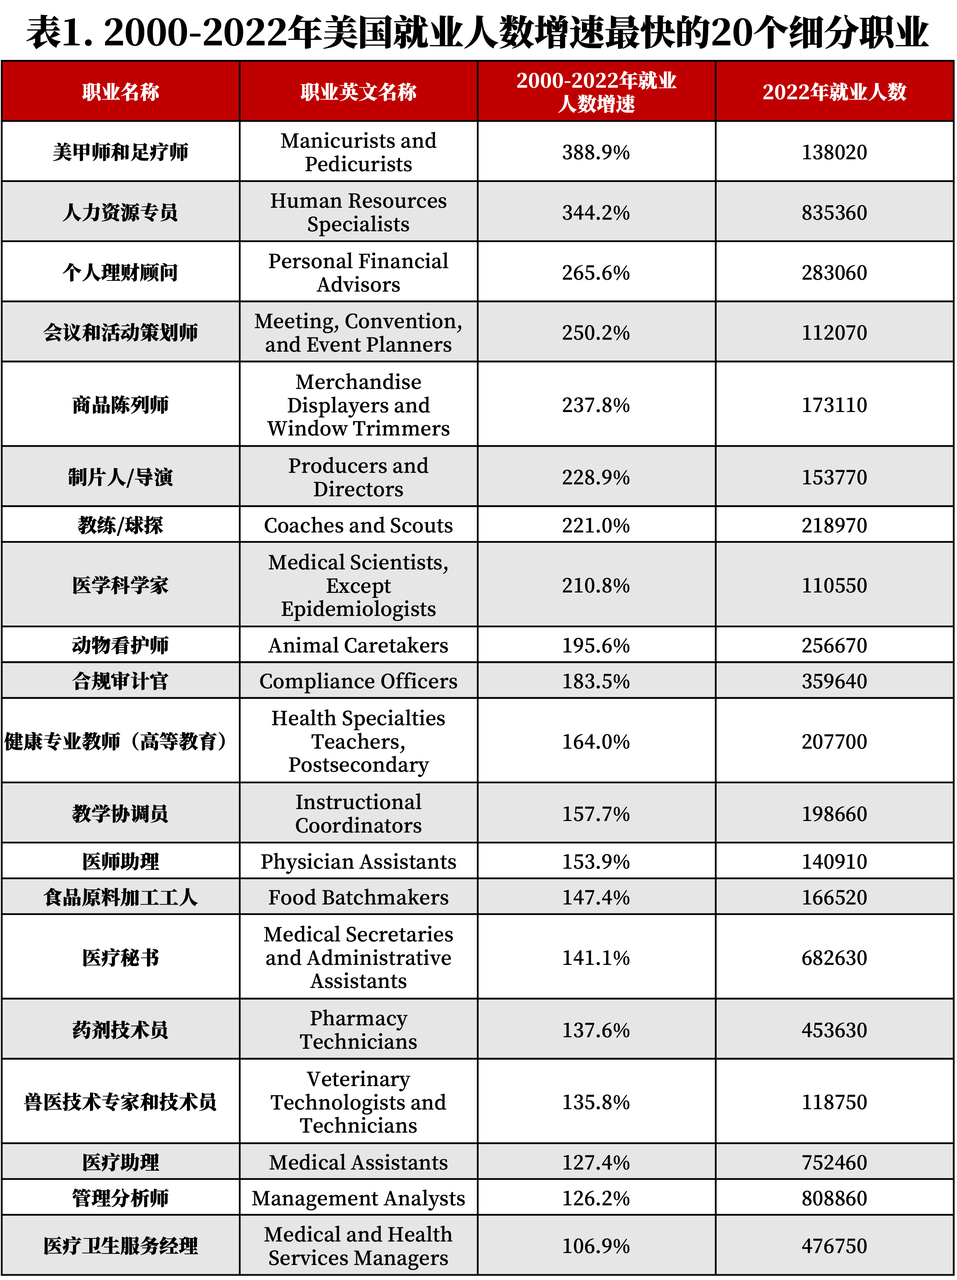 表1. 2000-2022年美国就业人数增速最快的20个细分职业
职业名称
职业英文名称
2000-2022年就业
人数增速
2022年就业人数
美甲师和足疗师
Manicurists and
Pedicurists
388.9%
138020
人力资源专员
Human Resources
Specialists
344.2%
835360
个人理财顾问
Personal Financial
Advisors
265.6%
283060
会议和活动策划师
Meeting, Convention,
and Event Planners
250.2%
112070
商品陈列师
Merchandise
Displayers and
Window Trimmers
237.8%
173110
制片人/导演
Producers and
Directors
228.9%
153770
教练/球探
Coaches and Scouts
221.0%
218970
医学科学家
Medical Scientists,
Except
Epidemiologists
210.8%
110550
动物看护师
Animal Caretakers
195.6%
256670
合规审计官
Compliance Officers
183.5%
359640
健康专业教师（高等教育）
Health Specialties
Teachers,
Postsecondary
164.0%
207700
教学协调员
Instructional
Coordinators
157.7%
198660
医师助理
Physician Assistants
153.9%
140910
食品原料加工工人
Food Batchmakers
147.4%
166520
医疗秘书
Medical Secretaries
and Administrative
Assistants
141.1%
682630
药剂技术员
Pharmacy
Technicians
137.6%
453630
兽医技术专家和技术员
Veterinary
Technologists and
Technicians
135.8%
118750
医疗助理
Medical Assistants
127.4%
752460
管理分析师
Management Analysts
126.2%
808860
医疗卫生服务经理
Medical and Health
Services Managers
106.9%
476750